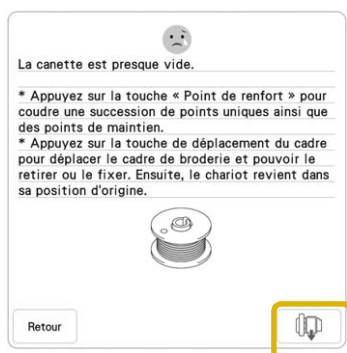 La canette est presque vide.
* Appuyez sur la touche « Point de renfort » pour
coudre une succession de points uniques ainsi que
des points de maintien.
* Appuyez sur la touche de déplacement du cadre
pour déplacer le cadre de broderie et pouvoir le
retirer ou le fixer. Ensuite, le chariot revient dans
sa position d'origine.
Retour